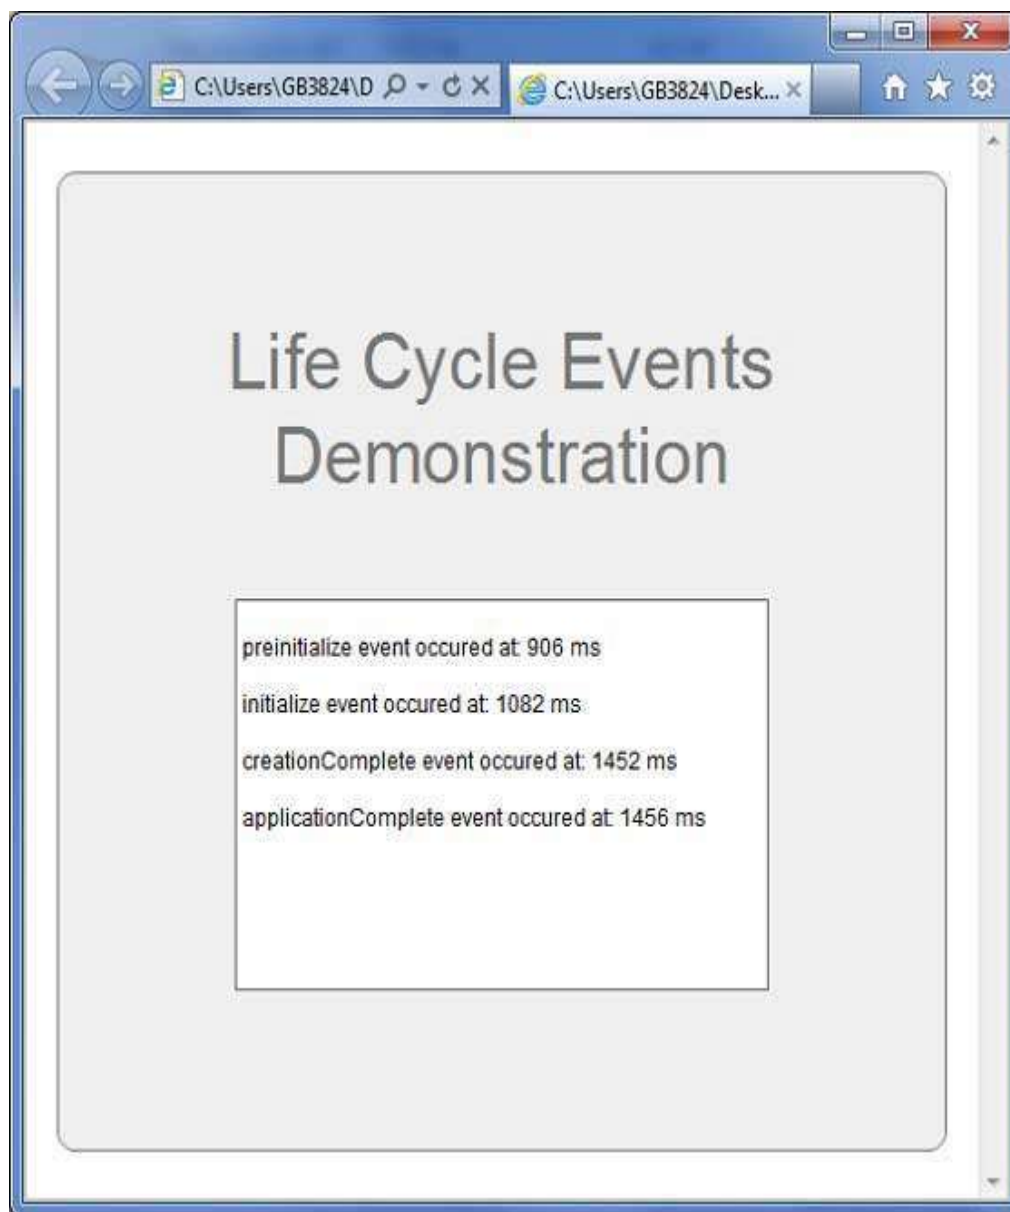 C:\Users\GB3824\D
C:\Users\GB3824\Desk...
Life Cycle Events
Demonstration
preinitialize event occured at: 906 ms
initialize event occured at: 1082 ms
creationComplete event occured at: 1452 ms
applicationComplete event occured at: 1456 ms